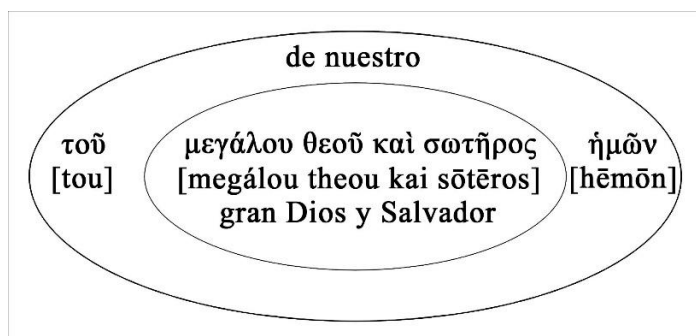 de nuestro
τοῦ μεγάλου θεοῦ καὶ σωτῆρος ἡμῶν
[tou] [megálou theou kai sōtēros] [hēmōn]
gran Dios y Salvador